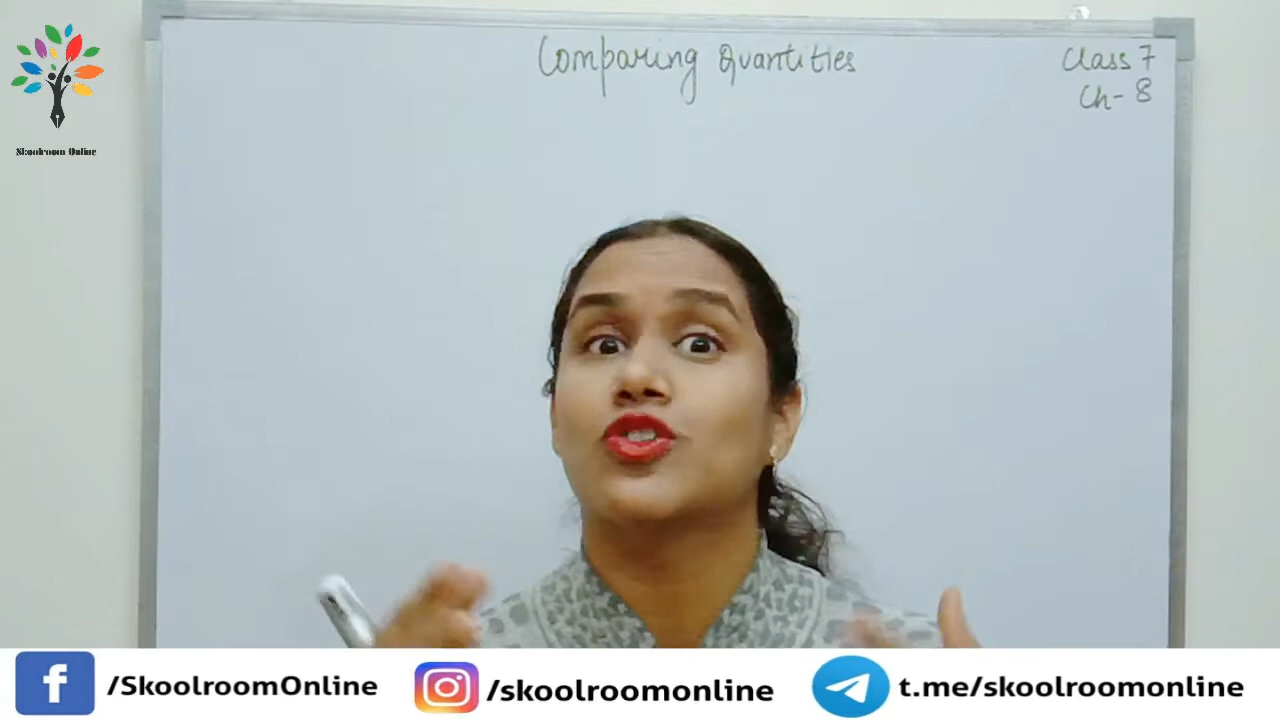 Comparing Quantities
Class 7
Ch- 8
Skoolroom Online
/SkoolroomOnline
/skoolroomonline
t.me/skoolroomonline